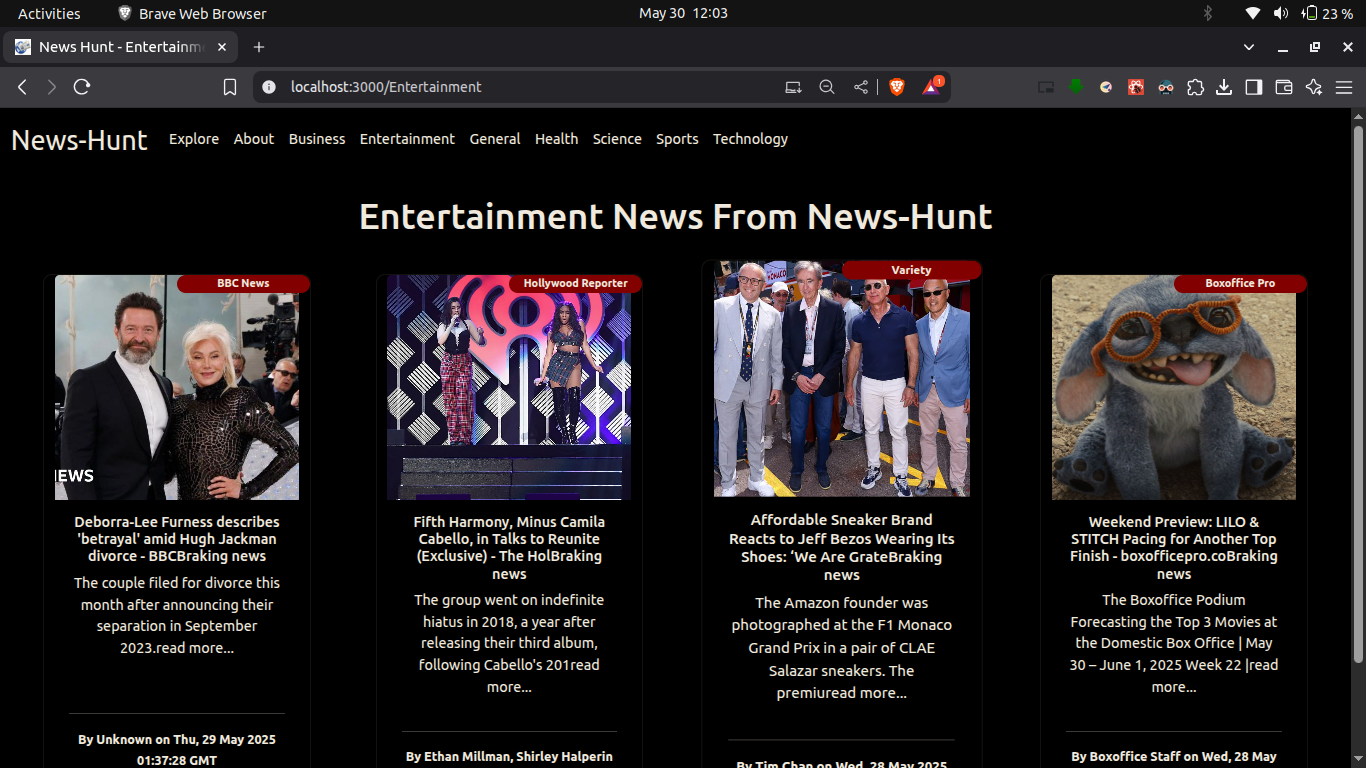 Activities
Brave Web Browser
May 30 12:03
23 %
News Hunt - Entertainm
localhost:3000/Entertainment
1
News-Hunt
Explore About Business Entertainment General Health Science Sports Technology
Entertainment News From News-Hunt
BBC News
EWS
Deborra-Lee Furness describes
'betrayal' amid Hugh Jackman
divorce - BBCBraking news
The couple filed for divorce this
month after announcing their
separation in September
2023.read more...
By Unknown on Thu, 29 May 2025
01:37:28 GMT
Hollywood Reporter
Fifth Harmony, Minus Camila
Cabello, in Talks to Reunite
(Exclusive) - The HolBraking
news
The group went on indefinite
hiatus in 2018, a year after
releasing their third album,
following Cabello's 201read
more...
By Ethan Millman, Shirley Halperin
Variety
MONACO
Affordable Sneaker Brand
Reacts to Jeff Bezos Wearing Its
Shoes: ‘We Are GrateBraking
news
The Amazon founder was
photographed at the F1 Monaco
Grand Prix in a pair of CLAE
Salazar sneakers. The
premiuread more...
By Tim Chan on Wed, 28 May 2025
Boxoffice Pro
Weekend Preview: LILO &
STITCH Pacing for Another Top
Finish - boxofficepro.coBraking
news
The Boxoffice Podium
Forecasting the Top 3 Movies at
the Domestic Box Office | May
30 – June 1, 2025 Week 22 |read
more...
By Boxoffice Staff on Wed, 28 May